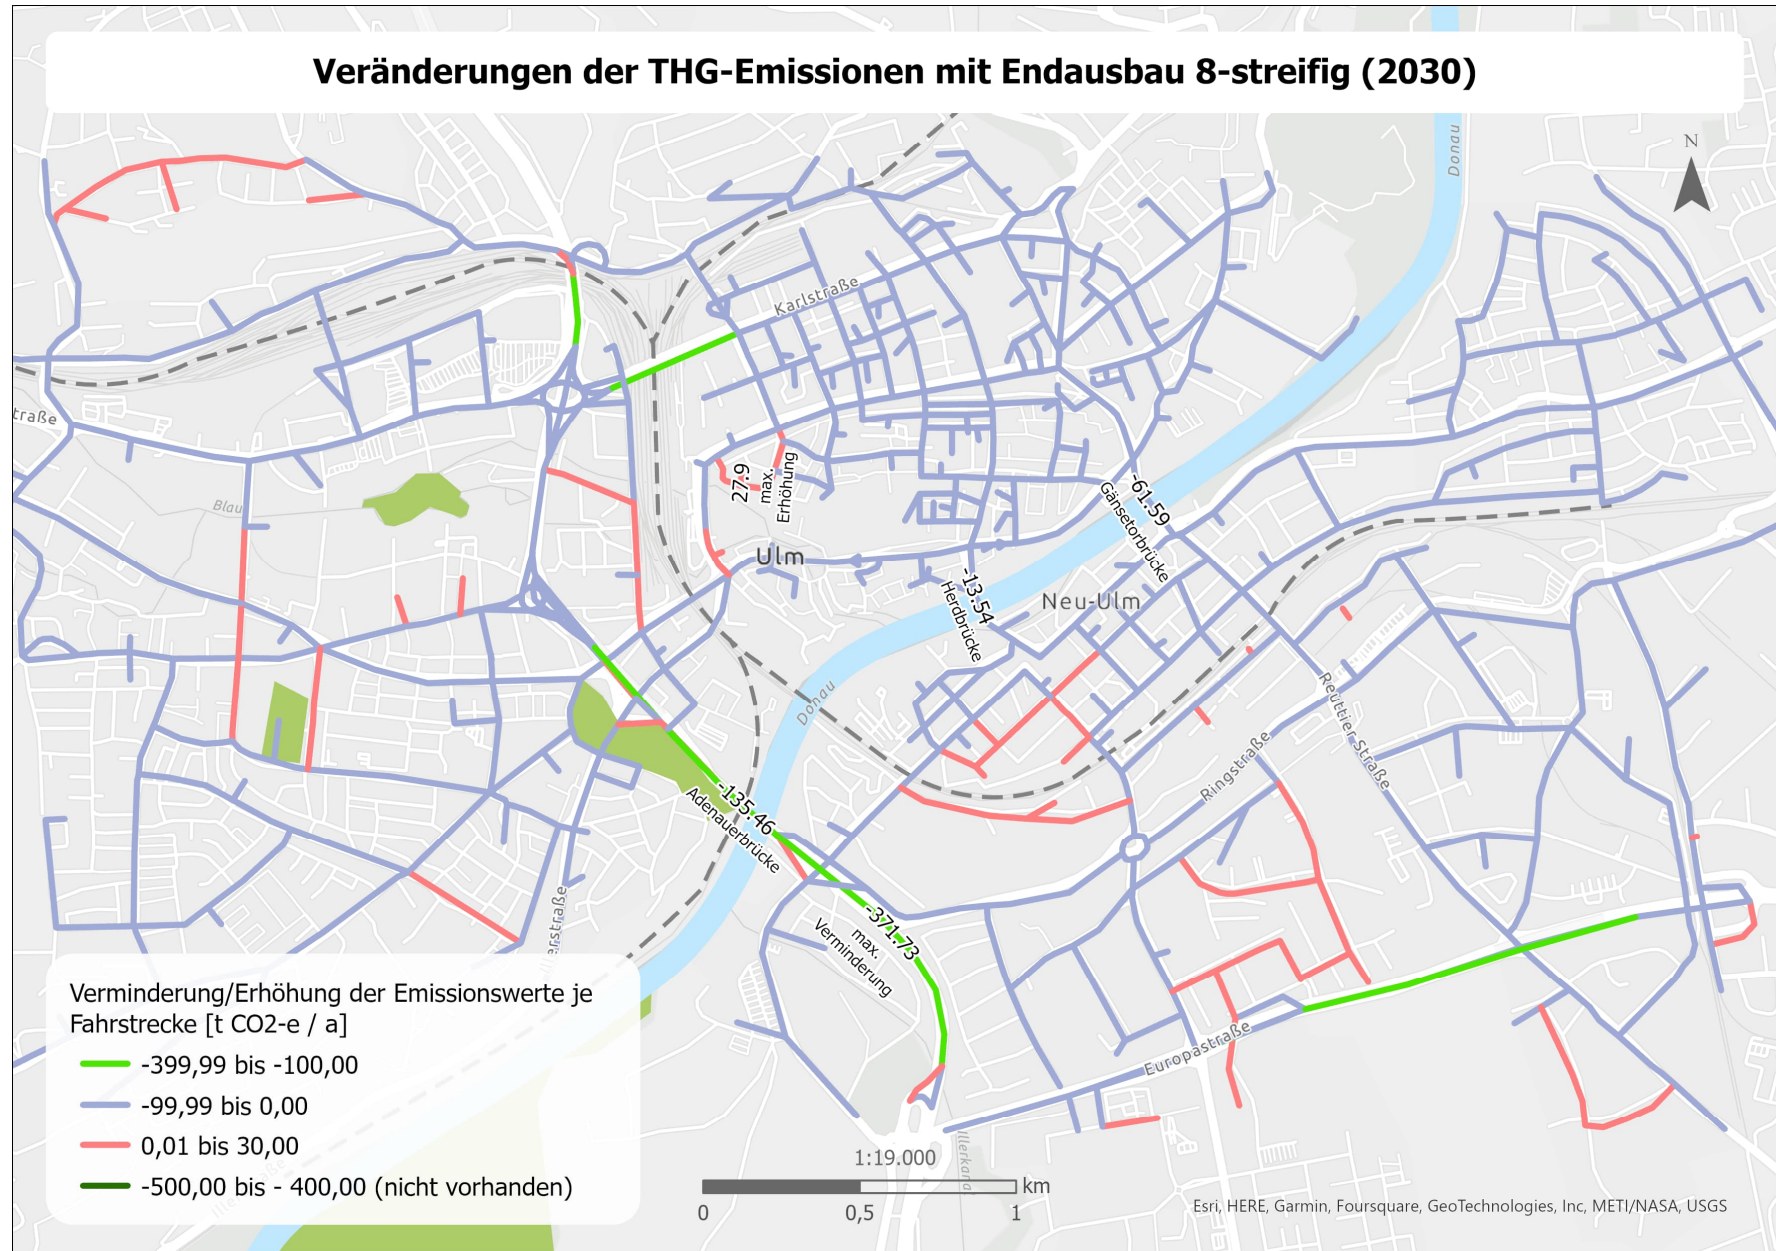 Veränderungen der THG-Emissionen mit Endausbau 8-streifig (2030)
Donau
N
Karlstraße
traße
27.9
max.
Erhöhung
-61.59
Gänsetorbrücke
Blau
Ulm
-13.54
Herdbrücke
Neu-Ulm
Donau
Reuttier Straße
Ringstraße
-135.46
Adenauerbrücke
-371.73
max.
Verminderung
llerstraße
Europastraße
Illerkanal
Verminderung/Erhöhung der Emissionswerte je
Fahrstrecke [t CO2-e / a]
-399,99 bis -100,00
-99,99 bis 0,00
0,01 bis 30,00
-500,00 bis - 400,00 (nicht vorhanden)
1:19.000
km
0 0,5 1
Esri, HERE, Garmin, Foursquare, GeoTechnologies, Inc, METI/NASA, USGS